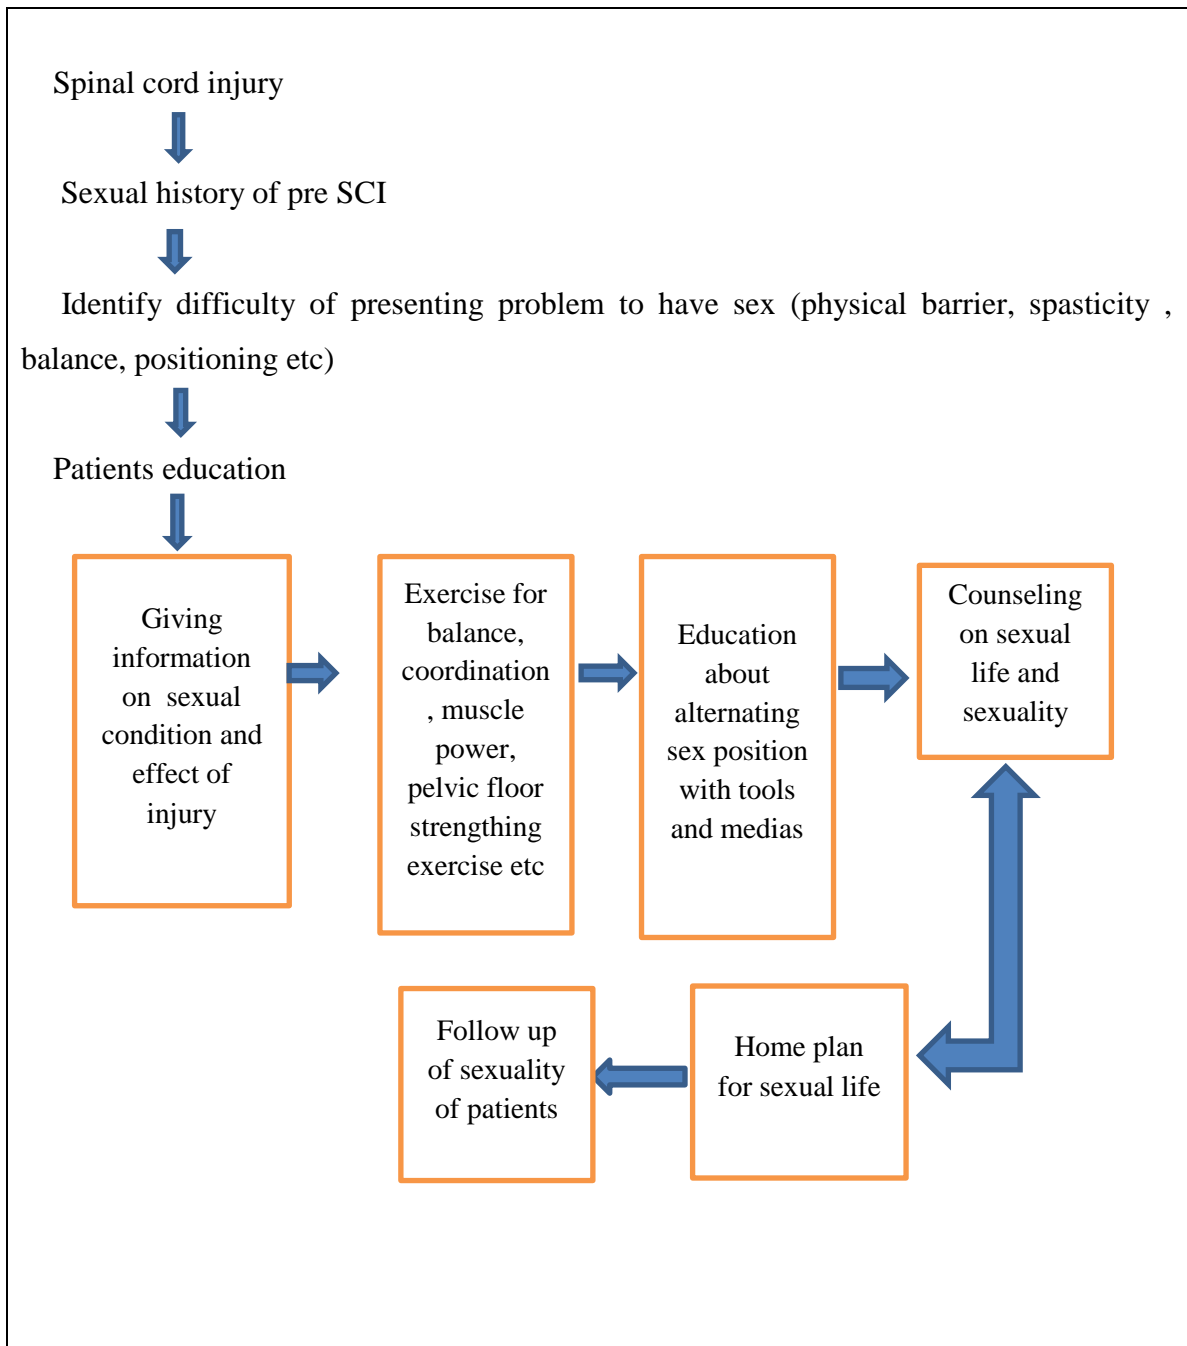 Spinal cord injury
Sexual history of pre SCI
Identify difficulty of presenting problem to have sex (physical barrier, spasticity ,
balance, positioning etc)
Patients education
Giving
information
on sexual
condition and
effect of
injury
Exercise for
balance,
coordination
, muscle
power,
pelvic floor
strengthing
exercise etc
Education
about
alternating
sex position
with tools
and medias
Counseling
on sexual
life and
sexuality
Follow up
of sexuality
of patients
Home plan
for sexual life